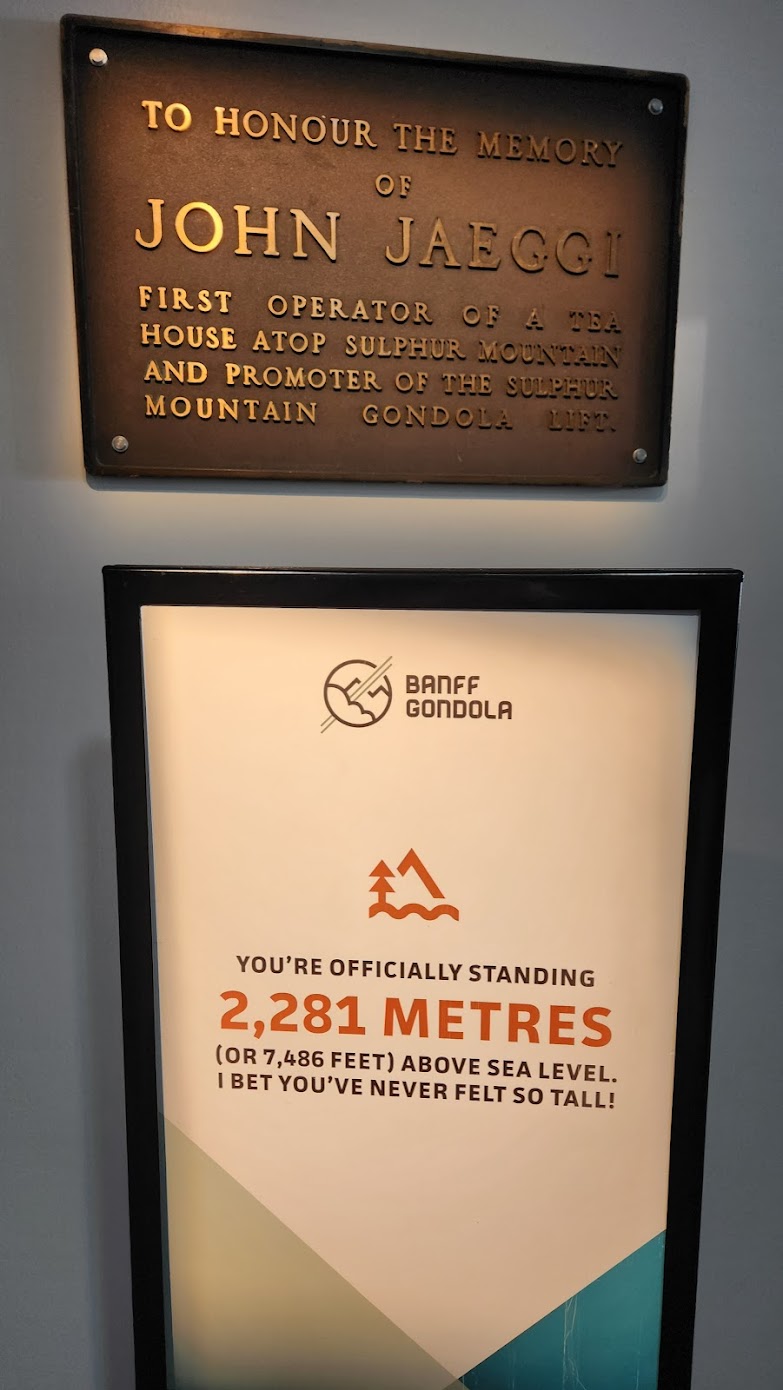 TO HONOUR THE MEMORY
OF
JOHN JAEGGI
FIRST OPERATOR OF A TEA
HOUSE ATOP SULPHUR MOUNTAIN
AND PROMOTER OF THE SULPHUR
MOUNTAIN GONDOLA LIFT.
BANFF
GONDOLA
YOU'RE OFFICIALLY STANDING
2,281 METRES
(OR 7,486 FEET) ABOVE SEA LEVEL.
I BET YOU'VE NEVER FELT SO TALL!